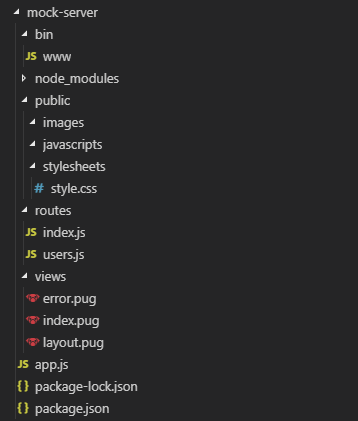 mock-server
bin
JS www
node_modules
public
images
javascripts
stylesheets
# style.css
routes
JS index.js
JS users.js
views
error.pug
index.pug
layout.pug
JS app.js
{ } package-lock.json
{ } package.json